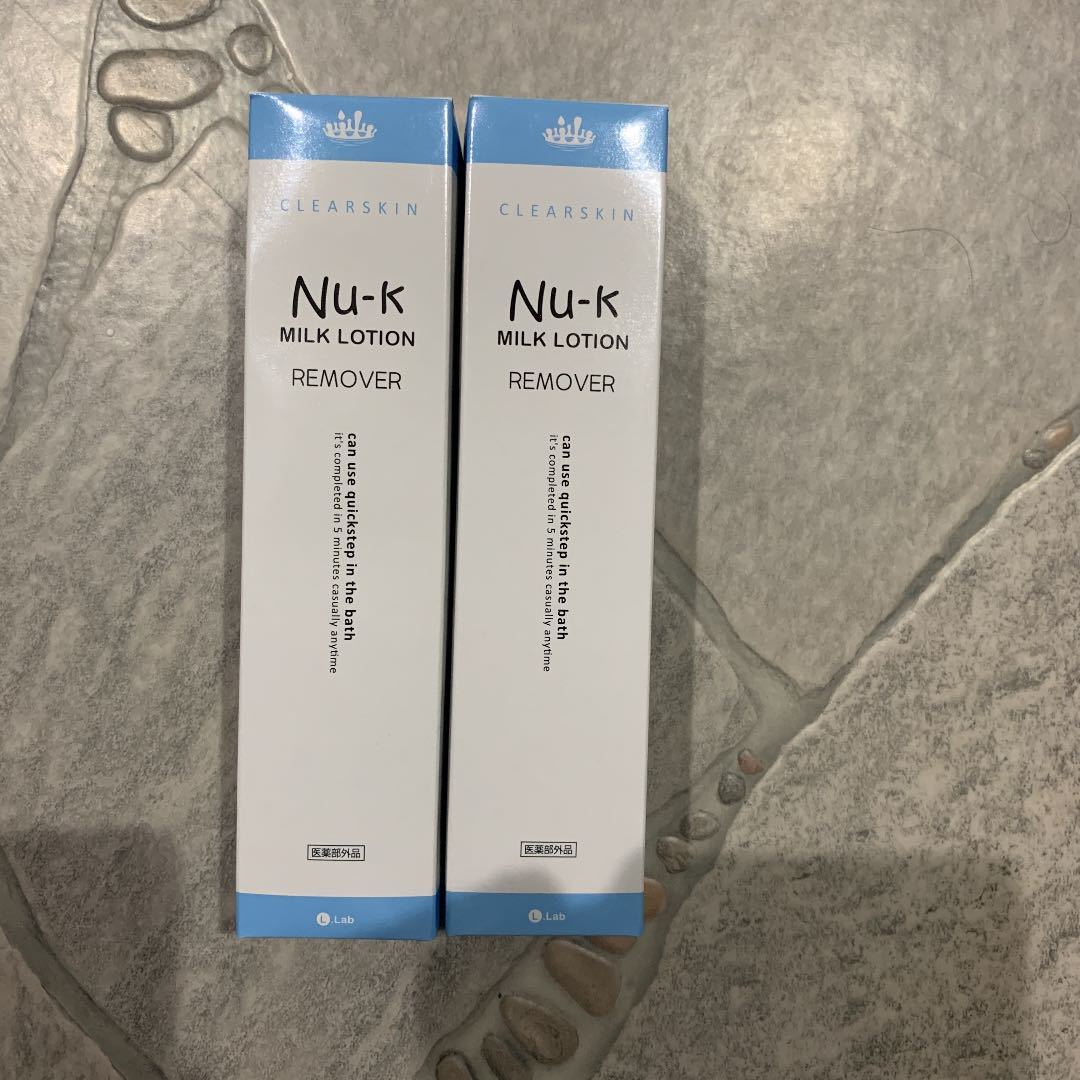 CLEARSKIN
Nu-K
MILK LOTION
REMOVER
can use quickstep in the bath
it's completed in 5 minutes casually anytime
医薬部外品
L.Lab
CLEARSKIN
Nu-K
MILK LOTION
REMOVER
can use quickstep in the bath
it's completed in 5 minutes casually anytime
医薬部外品
L.Lab